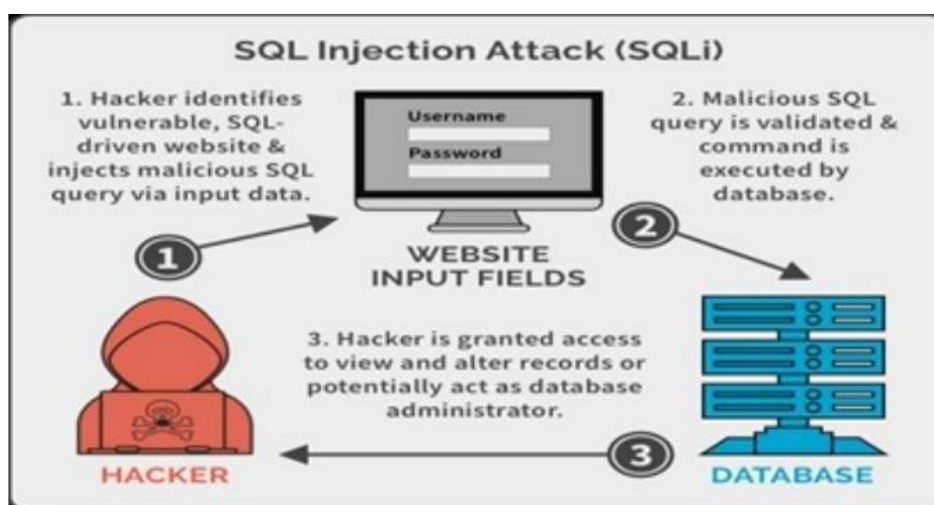 SQL Injection Attack (SQLi)
1. Hacker identifies
vulnerable, SQL-
driven website &
injects malicious SQL
query via input data.
Username
Password
2. Malicious SQL
query is validated &
command is
executed by
database.
1
2
WEBSITE
INPUT FIELDS
3. Hacker is granted access
to view and alter records or
potentially act as database
administrator.
3
HACKER
DATABASE